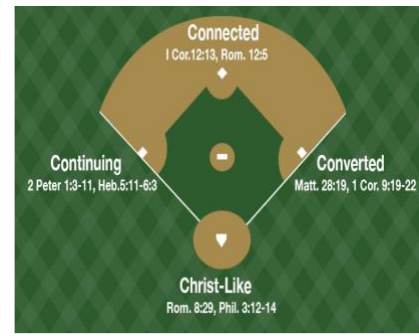 Connected
I Cor.12:13, Rom. 12:5
Continuing
2 Peter 1:3-11, Heb.5:11-6:3
Converted
Matt. 28:19, 1 Cor. 9:19-22
Christ-Like
Rom. 8:29, Phil. 3:12-14